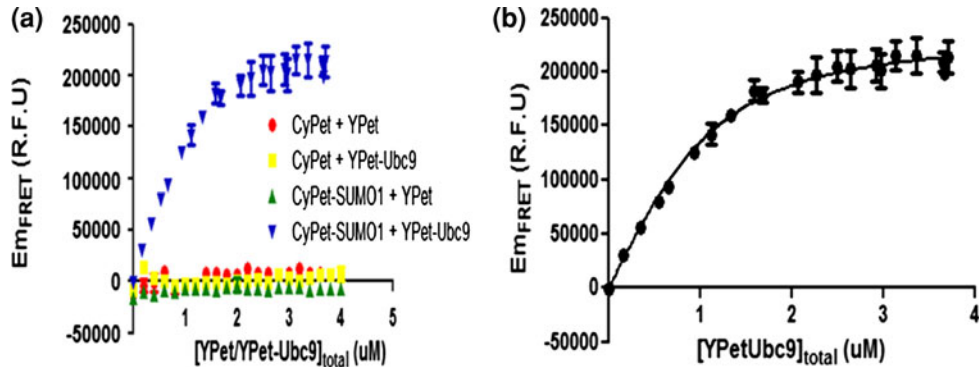 (a)
250000
200000
150000
100000
50000
0
-50000
EmFRET (R.F.U)
CyPet + YPet
CyPet + YPet-Ubc9
CyPet-SUMO1 + YPet
CyPet-SUMO1 + YPet-Ubc9
1 2 3 4 5
[YPet/YPet-Ubc9]total (uM)
(b)
250000
200000
150000
100000
50000
0
-50000
EmFRET (R.F.U)
1 2 3 4
[YPetUbc9]total (uM)